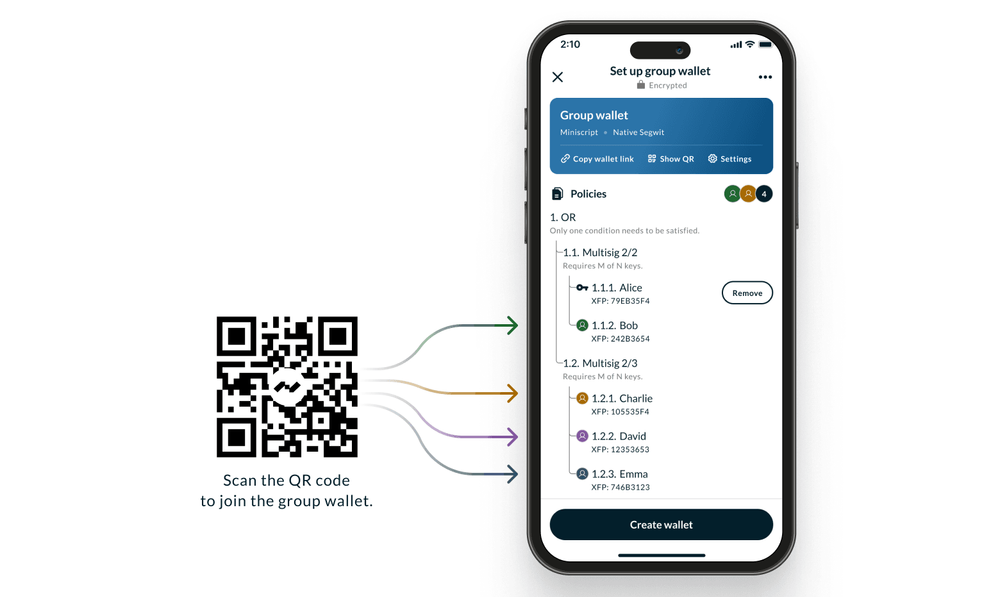 2:10
Set up group wallet
Encrypted
Group wallet
Miniscript • Native Segwit
Copy wallet link Show QR Settings
Policies 4
1. OR
Only one condition needs to be satisfied.
1.1. Multisig 2/2
Requires M of N keys.
1.1.1. Alice
XFP: 79EB35F4
Remove
1.1.2. Bob
XFP: 242B3654
1.2. Multisig 2/3
Requires M of N keys.
1.2.1. Charlie
XFP: 105535F4
1.2.2. David
XFP: 12353653
1.2.3. Emma
XFP: 746B3123
Create wallet
Scan the QR code
to join the group wallet.